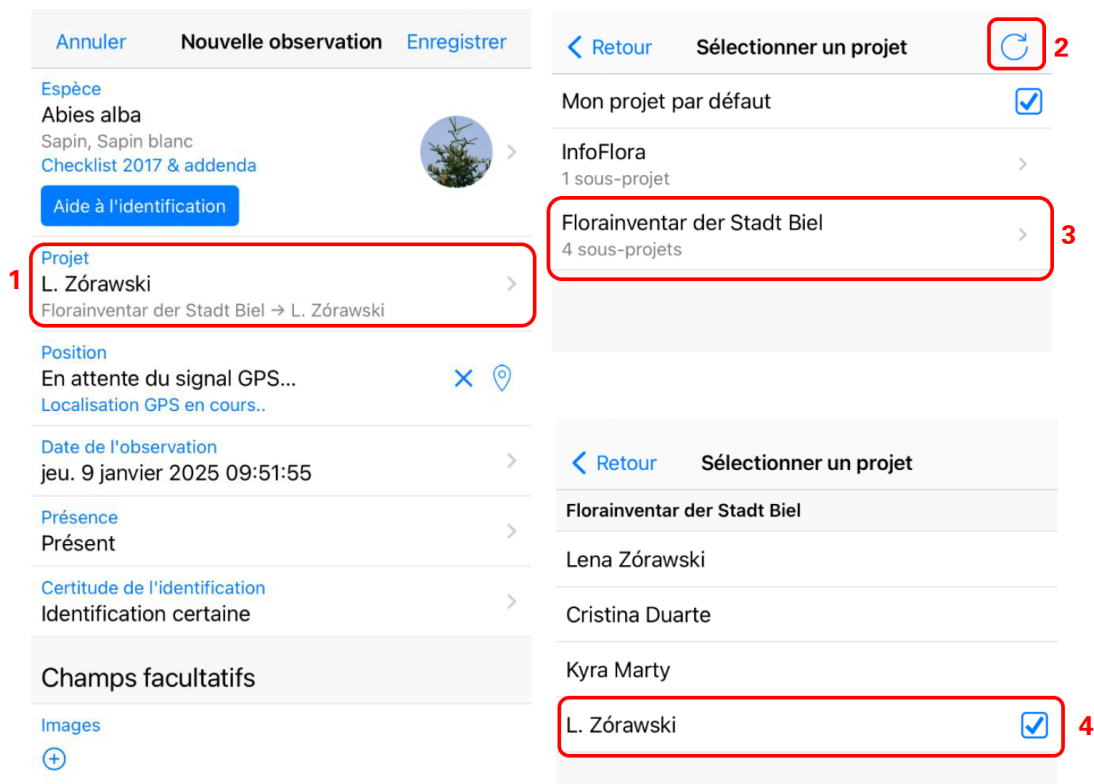 Annuler Nouvelle observation Enregistrer
Espèce
Abies alba
Sapin, Sapin blanc
Checklist 2017 & addenda
Aide à l'identification
1
Projet
L. Zórawski
Florainventar der Stadt Biel → L. Zórawski
Position
En attente du signal GPS...
Localisation GPS en cours..
Date de l'observation
jeu. 9 janvier 2025 09:51:55
Présence
Présent
Certitude de l'identification
Identification certaine
Champs facultatifs
Images
Retour Sélectionner un projet 2
Mon projet par défaut
InfoFlora
1 sous-projet
Florainventar der Stadt Biel
4 sous-projets
3
Retour Sélectionner un projet
Florainventar der Stadt Biel
Lena Zórawski
Cristina Duarte
Kyra Marty
L. Zórawski 4